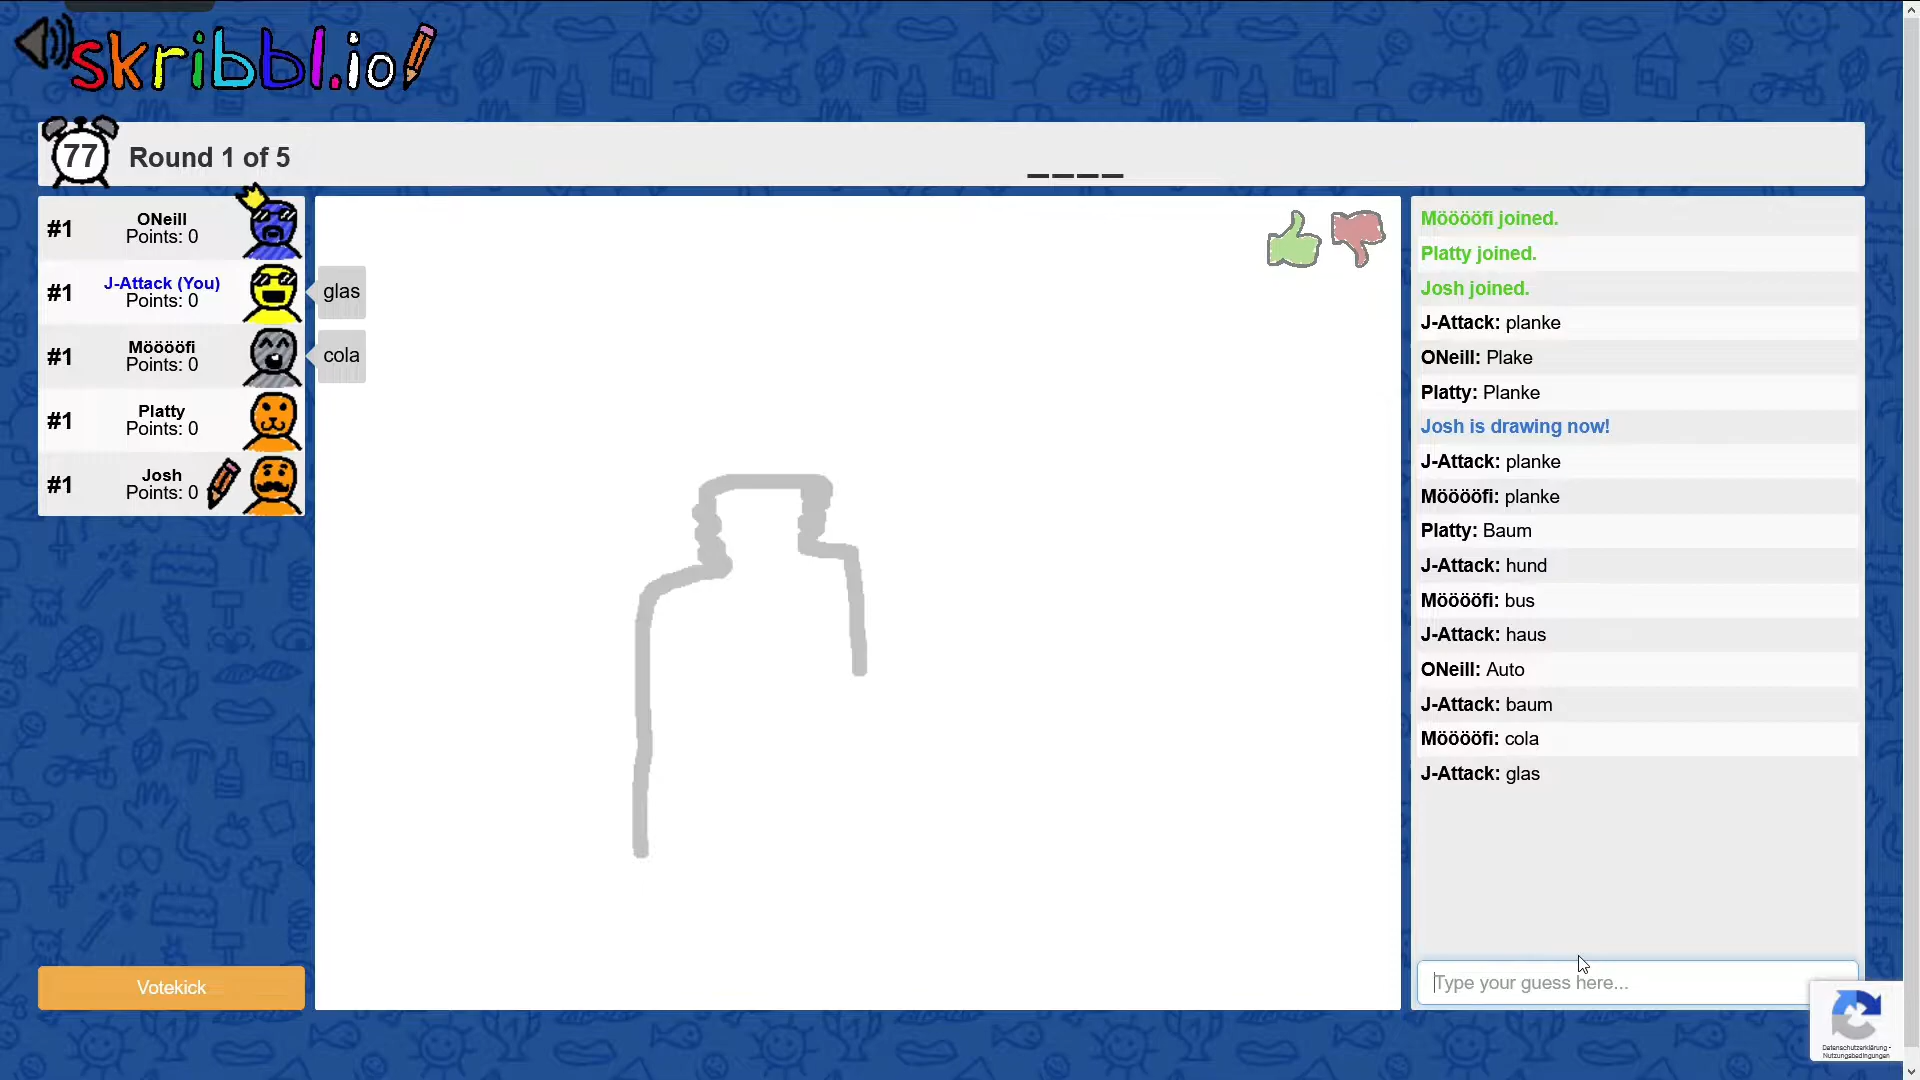 skribbl.io
77
Round 1 of 5
____
#1
ONeill
Points: 0
#1
J-Attack (You)
Points: 0
#1
Mööööfi
Points: 0
#1
Platty
Points: 0
#1
Josh
Points: 0
glas
cola
Votekick
Mööööfi joined.
Platty joined.
Josh joined.
J-Attack: planke
ONeill: Plake
Platty: Planke
Josh is drawing now!
J-Attack: planke
Mööööfi: planke
Platty: Baum
J-Attack: hund
Mööööfi: bus
J-Attack: haus
ONeill: Auto
J-Attack: baum
Mööööfi: cola
J-Attack: glas
Type your guess here...
Datenschutzerklärung -
Nutzungsbedingungen